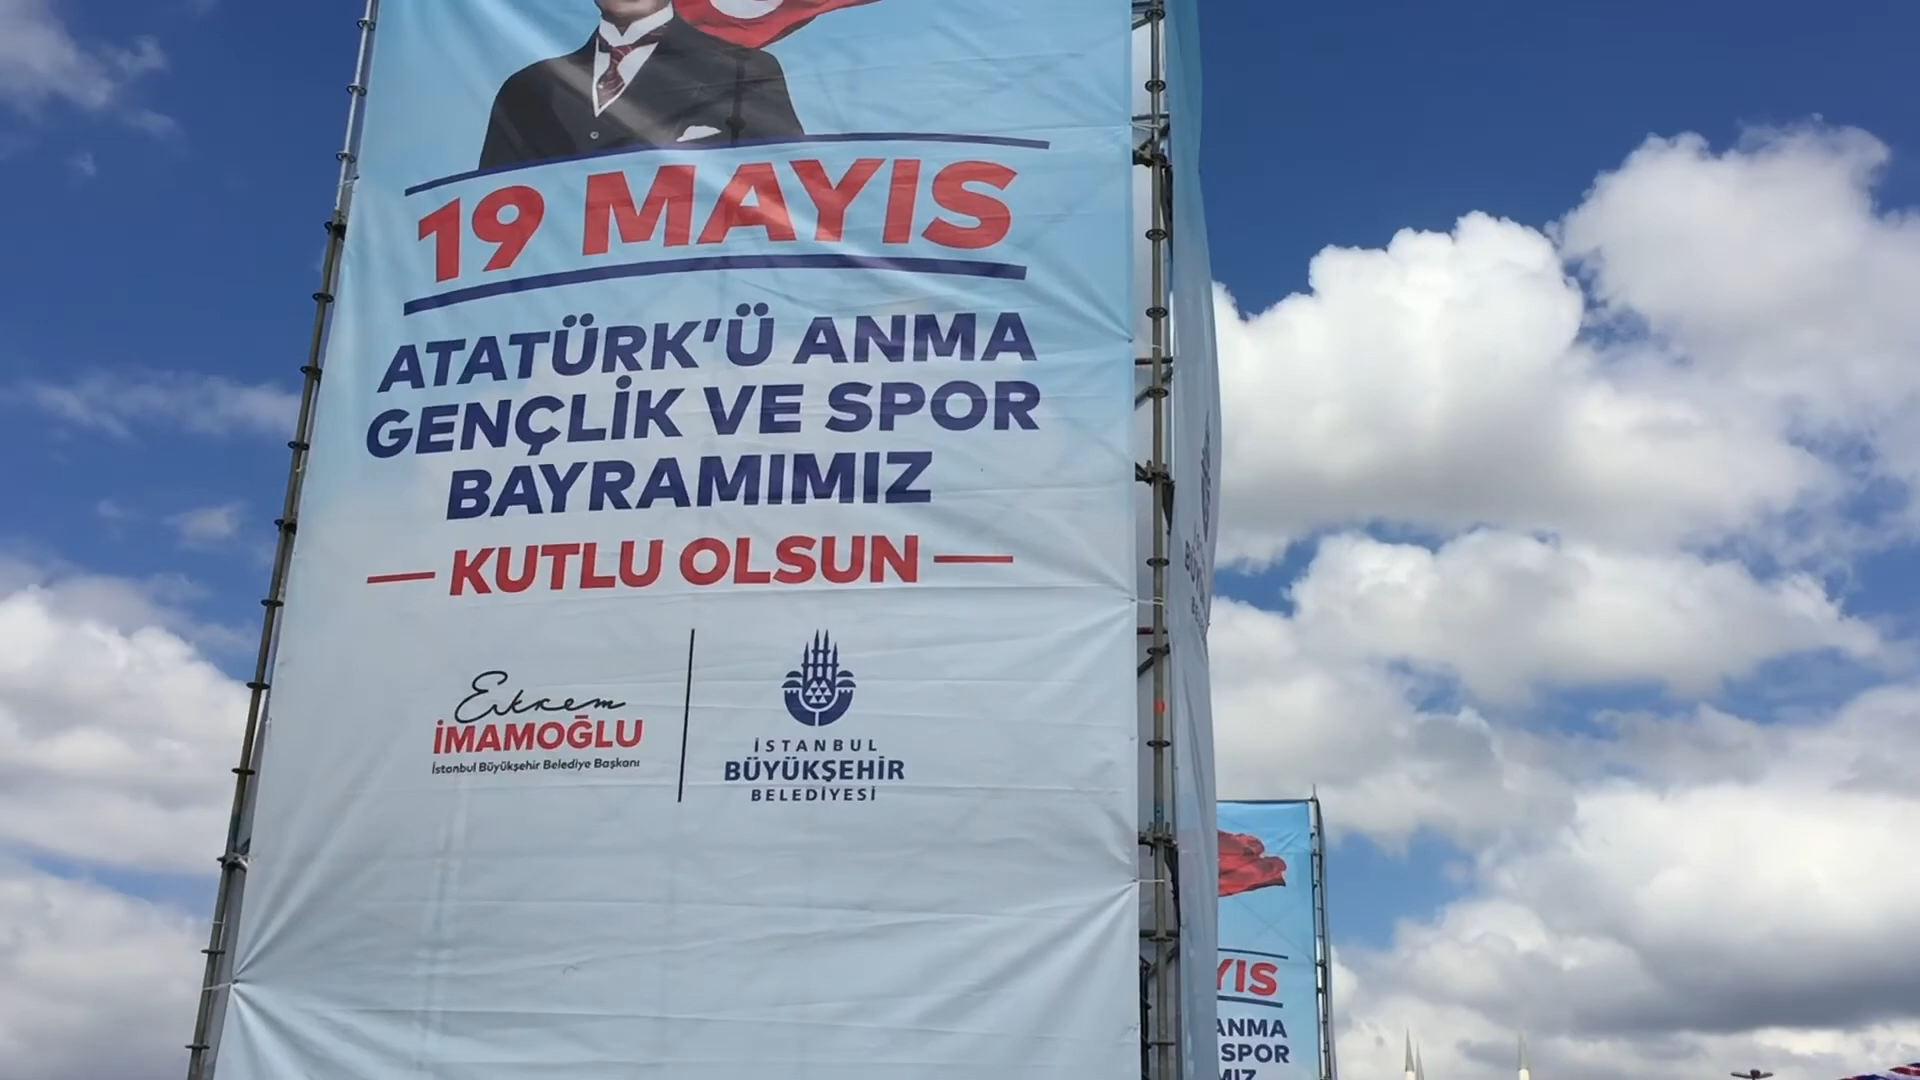 19 MAYIS
ATATÜRK'Ü ANMA
GENÇLİK VE SPOR
BAYRAMIMIZ
KUTLU OLSUN
Ekrem
İMAMOĞLU
İstanbul Büyükşehir Belediye Başkanı
İSTANBUL
BÜYÜKŞEHİR
BELEDİYESİ
YIS
ANMA
SPOR
MIZ